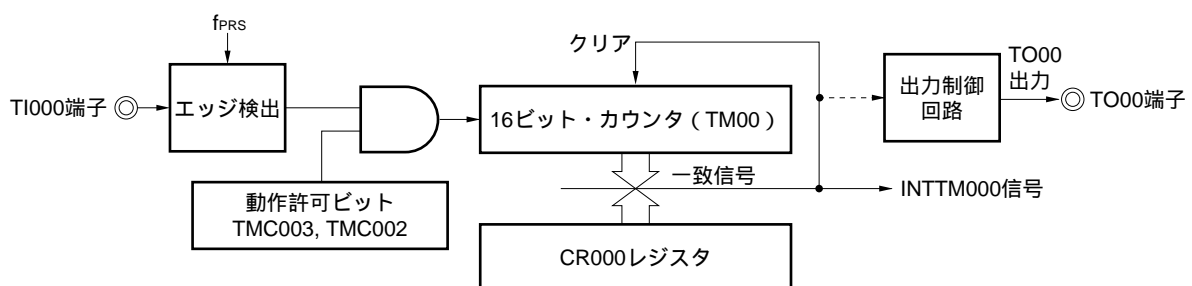 fPRS
クリア
TO00
出力
TI000端子
エッジ検出
16ビット・カウンタ（TM00）
出力制御
回路
TO00端子
一致信号
INTTM000信号
動作許可ビット
TMC003, TMC002
CR000レジスタ